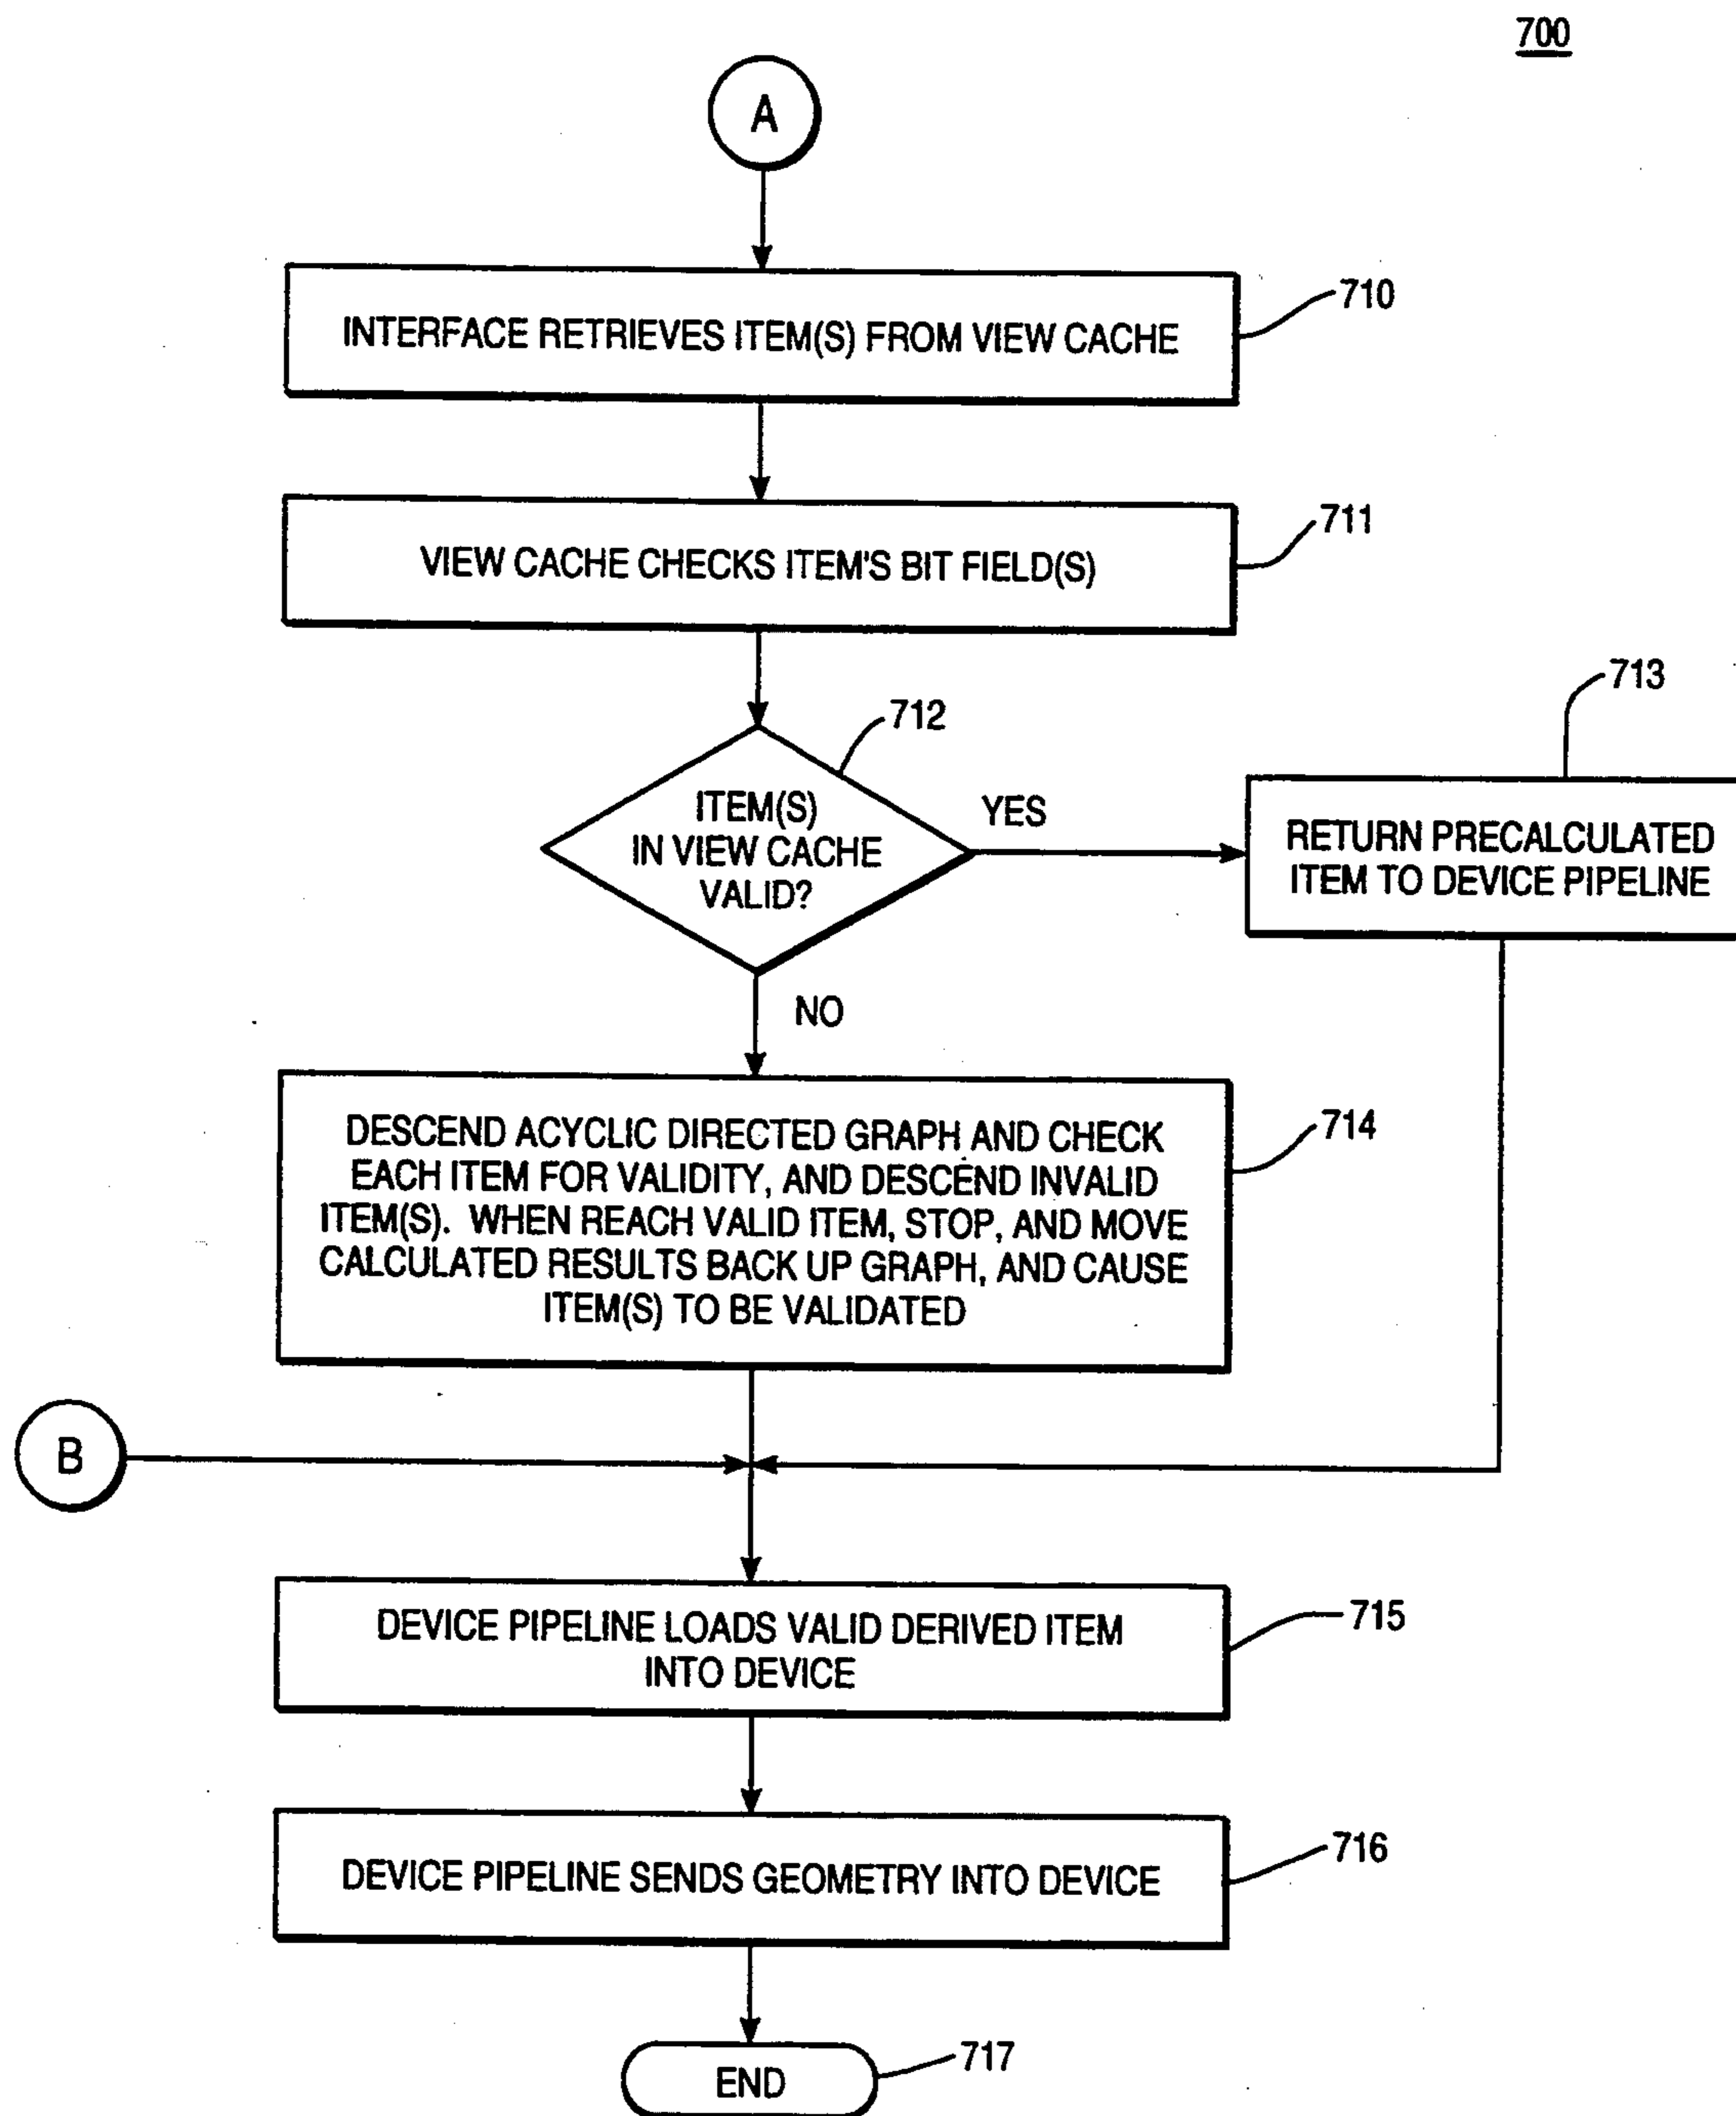 700
A
INTERFACE RETRIEVES ITEM(S) FROM VIEW CACHE
710
VIEW CACHE CHECKS ITEM'S BIT FIELD(S)
711
712
ITEM(S)
IN VIEW CACHE
VALID?
YES
713
RETURN PRECALCULATED
ITEM TO DEVICE PIPELINE
NO
DESCEND ACYCLIC DIRECTED GRAPH AND CHECK
EACH ITEM FOR VALIDITY, AND DESCEND INVALID
ITEM(S). WHEN REACH VALID ITEM, STOP, AND MOVE
CALCULATED RESULTS BACK UP GRAPH, AND CAUSE
ITEM(S) TO BE VALIDATED
714
B
DEVICE PIPELINE LOADS VALID DERIVED ITEM
INTO DEVICE
715
DEVICE PIPELINE SENDS GEOMETRY INTO DEVICE
716
END
717